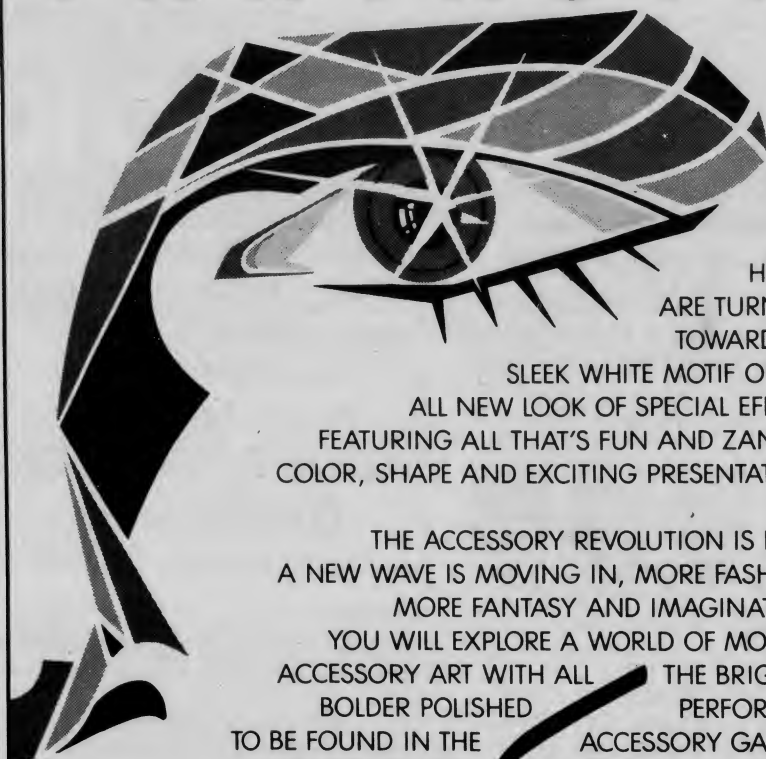 H
ARE TURN
TOWARD
SLEEK WHITE MOTIF O
ALL NEW LOOK OF SPECIAL EF
FEATURING ALL THAT'S FUN AND ZAN
COLOR, SHAPE AND EXCITING PRESENTAT
THE ACCESSORY REVOLUTION IS
A NEW WAVE IS MOVING IN, MORE FASH
MORE FANTASY AND IMAGINAT
YOU WILL EXPLORE A WORLD OF MO
ACCESSORY ART WITH ALL THE BRIG
BOLDER POLISHED PERFOR
TO BE FOUND IN THE ACCESSORY GA